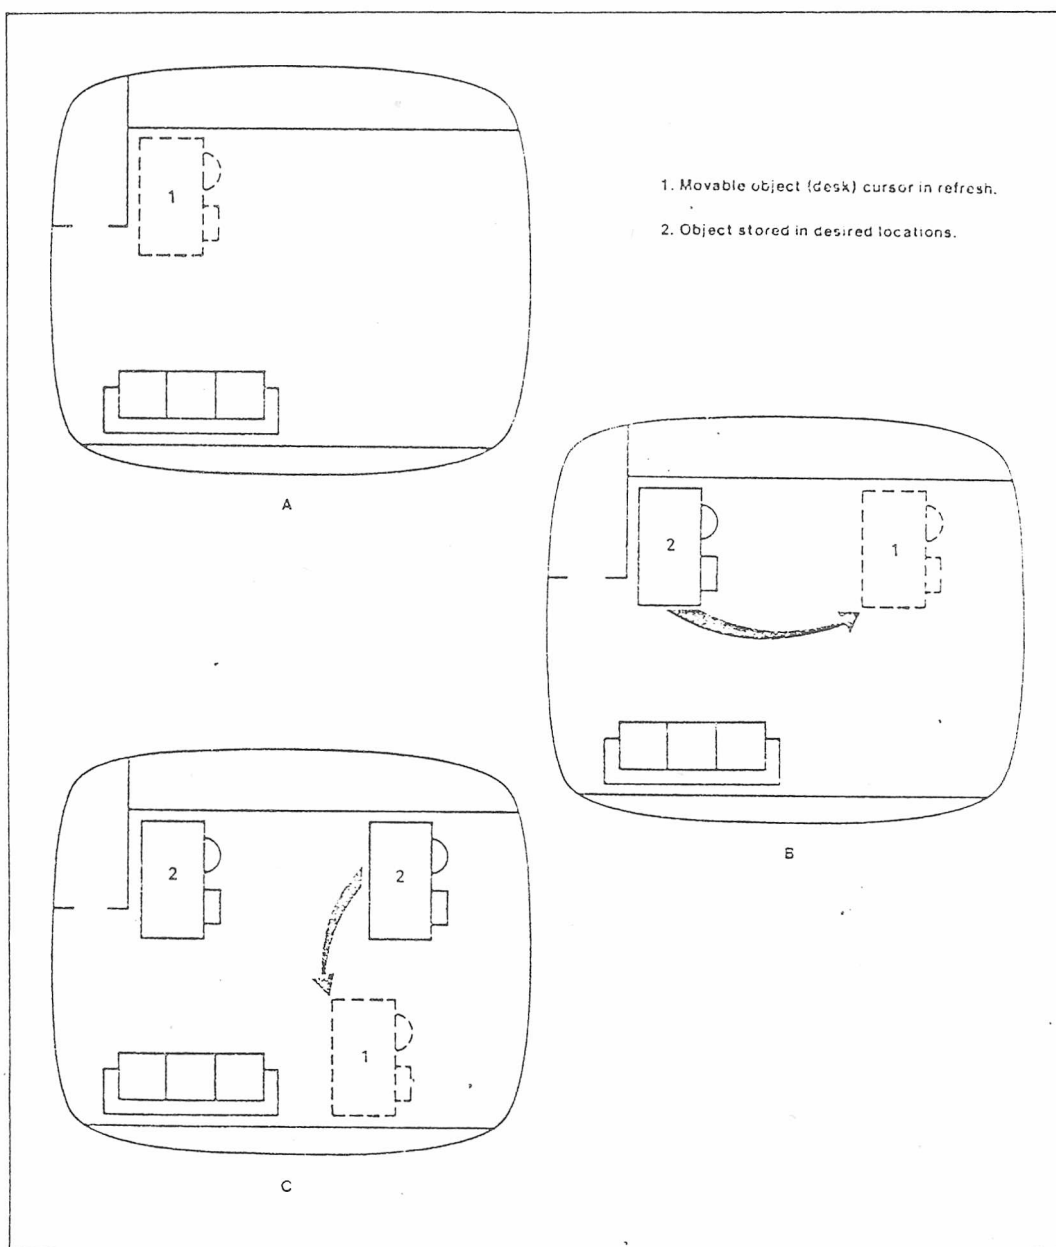 1
1. Movable object (desk) cursor in refresh.
2. Object stored in desired locations.
A
2
1
B
2
2
1
C